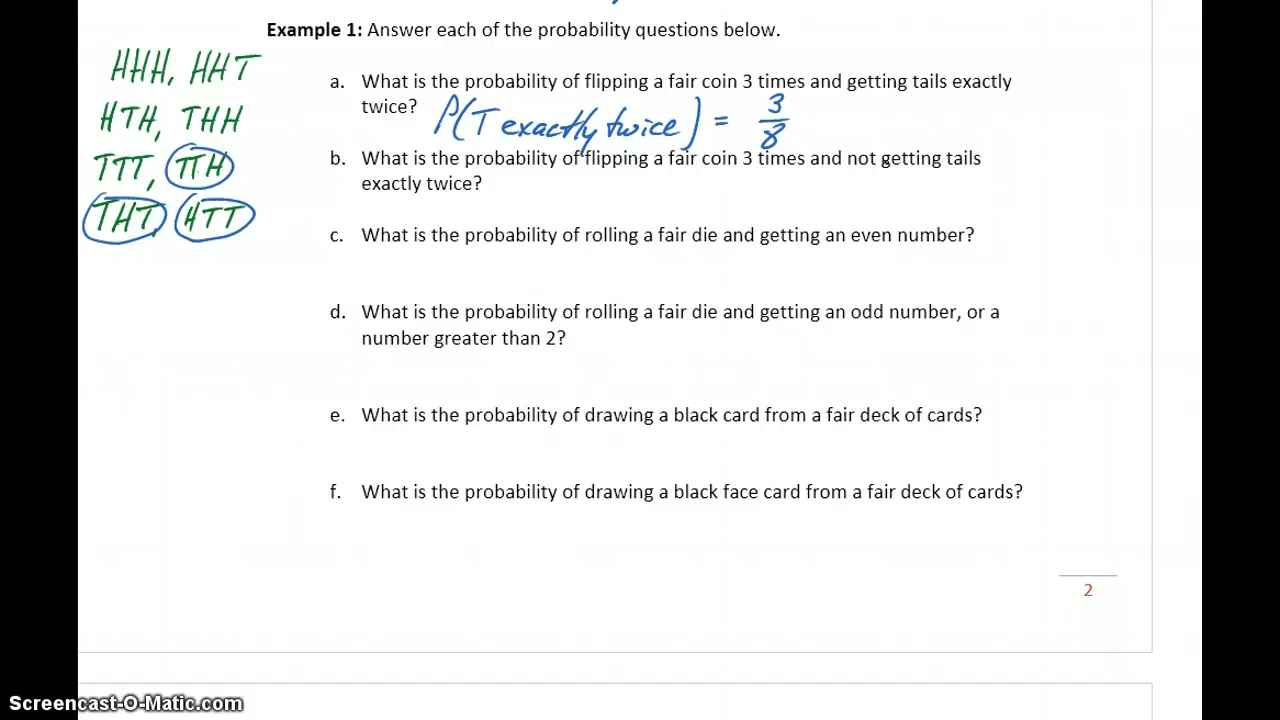 Example 1: Answer each of the probability questions below.
HHH, HHT
HTH, THH
TTT, TTH
THT, HTT
a. What is the probability of flipping a fair coin 3 times and getting tails exactly
twice? P(T exactly twice) = 3/8
b. What is the probability of flipping a fair coin 3 times and not getting tails
exactly twice?
c. What is the probability of rolling a fair die and getting an even number?
d. What is the probability of rolling a fair die and getting an odd number, or a
number greater than 2?
e. What is the probability of drawing a black card from a fair deck of cards?
f. What is the probability of drawing a black face card from a fair deck of cards?
2
Screencast-O-Matic.com